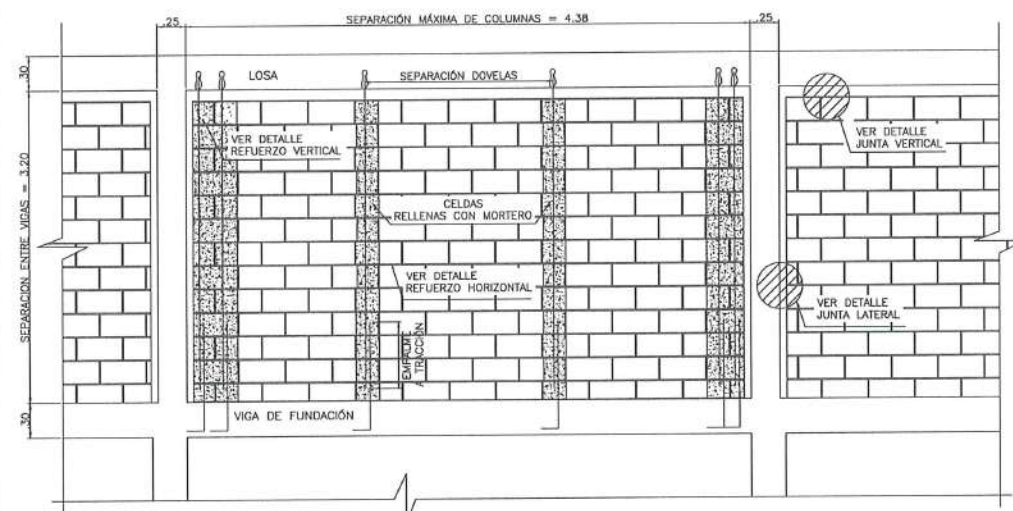 .25
SEPARACIÓN MÁXIMA DE COLUMNAS = 4.38
.25
.30
LOSA
SEPARACIÓN DOVELAS
VER DETALLE
REFUERZO VERTICAL
VER DETALLE
JUNTA VERTICAL
SEPARACION ENTRE VIGAS = 3.20
CELDAS
RELLENAS CON MORTERO
VER DETALLE
REFUERZO HORIZONTAL
VER DETALLE
JUNTA LATERAL
EMPALME
A TRACCIÓN
.30
VIGA DE FUNDACIÓN